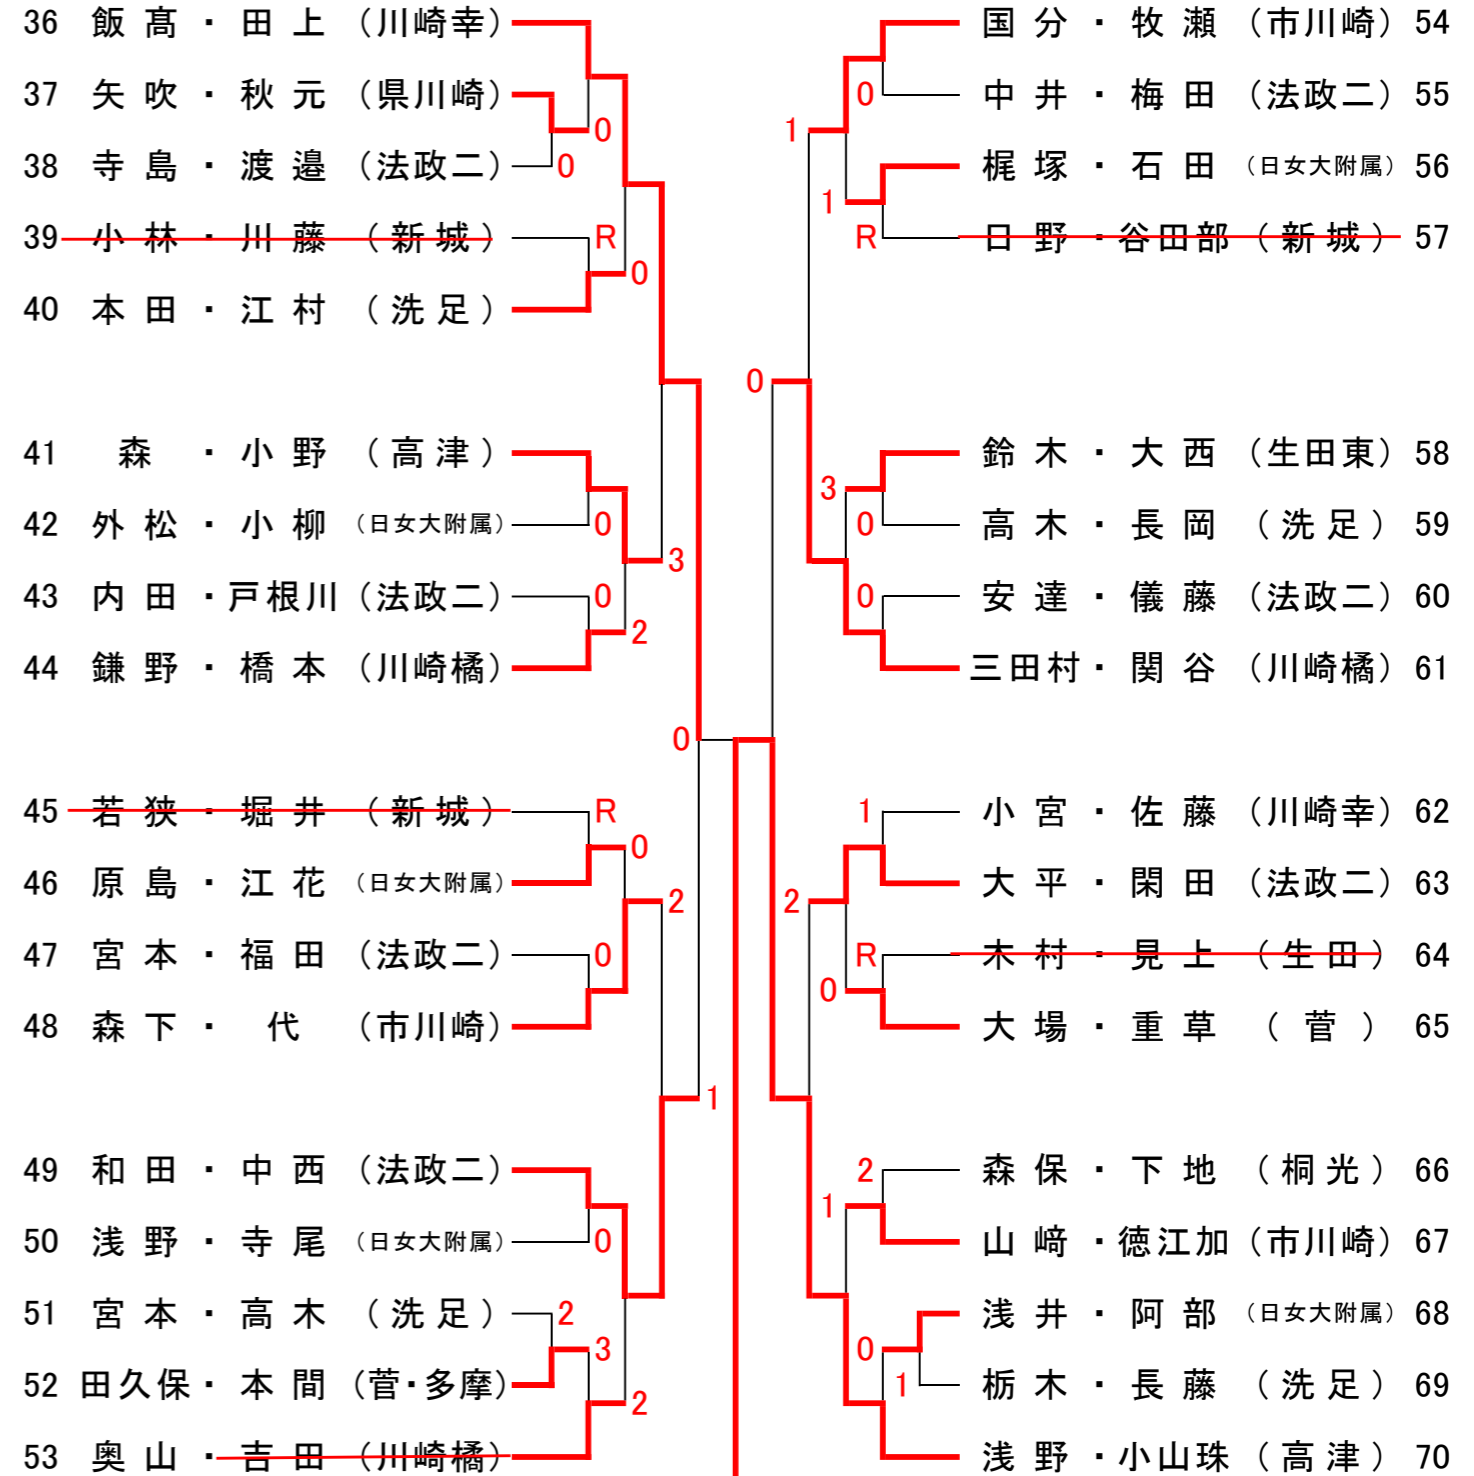 36 飯髙・田上（川崎幸）
37 矢吹・秋元（県川崎）
0
38 寺島・渡邉（法政二）
0
39 小林・川藤（新城）
R
0
40 本田・江村（洗足）
41 森・小野（高津）
42 外松・小柳（日女大附属）
0
3
43 内田・戸根川（法政二）
0
2
44 鎌野・橋本（川崎橘）
0
45 若狭・堀井（新城）
R
0
46 原島・江花（日女大附属）
2
47 宮本・福田（法政二）
0
48 森下・代（市川崎）
1
49 和田・中西（法政二）
50 浅野・寺尾（日女大附属）
0
51 宮本・高木（洗足）
2
3
52 田久保・本間（菅・多摩）
2
53 奥山・吉田（川崎橘）
国分・牧瀬（市川崎）54
0
中井・梅田（法政二）55
1
梶塚・石田（日女大附属）56
1
R
日野・谷田部（新城）57
0
鈴木・大西（生田東）58
3
0
高木・長岡（洗足）59
0
安達・儀藤（法政二）60
三田村・関谷（川崎橘）61
1
小宮・佐藤（川崎幸）62
大平・閑田（法政二）63
2
R
木村・見上（生田）64
0
大場・重草（菅）65
2
森保・下地（桐光）66
1
山﨑・徳江加（市川崎）67
浅井・阿部（日女大附属）68
0
1
栃木・長藤（洗足）69
浅野・小山珠（高津）70